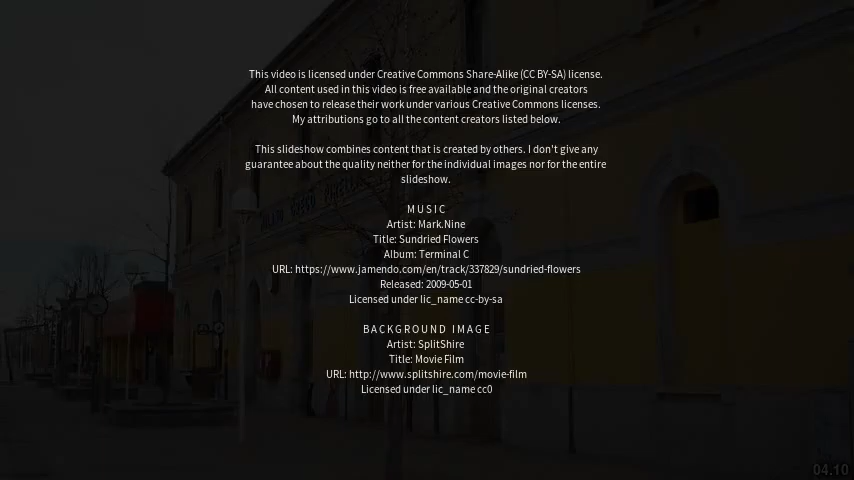 This video is licensed under Creative Commons Share-Alike (CC BY-SA) license.
All content used in this video is free available and the original creators
have chosen to release their work under various Creative Commons licenses.
My attributions go to all the content creators listed below.
This slideshow combines content that is created by others. I don't give any
guarantee about the quality neither for the individual images nor for the entire
slideshow.
MUSIC
Artist: Mark.Nine
Title: Sundried Flowers
Album: Terminal C
URL: https://www.jamendo.com/en/track/337829/sundried-flowers
Released: 2009-05-01
Licensed under lic_name cc-by-sa
BACKGROUND IMAGE
Artist: SplitShire
Title: Movie Film
URL: http://www.splitshire.com/movie-film
Licensed under lic_name cc0
04.10